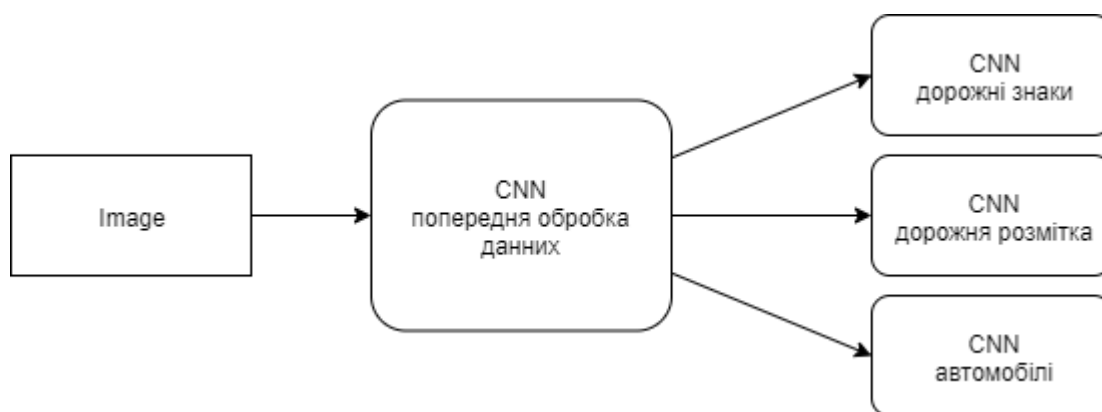 Image
CNN
попередня обробка
данних
CNN
дорожні знаки
CNN
дорожня розмітка
CNN
автомобілі